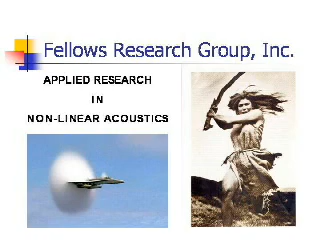 Fellows Research Group, Inc.
APPLIED RESEARCH
IN
NON-LINEAR ACOUSTICS